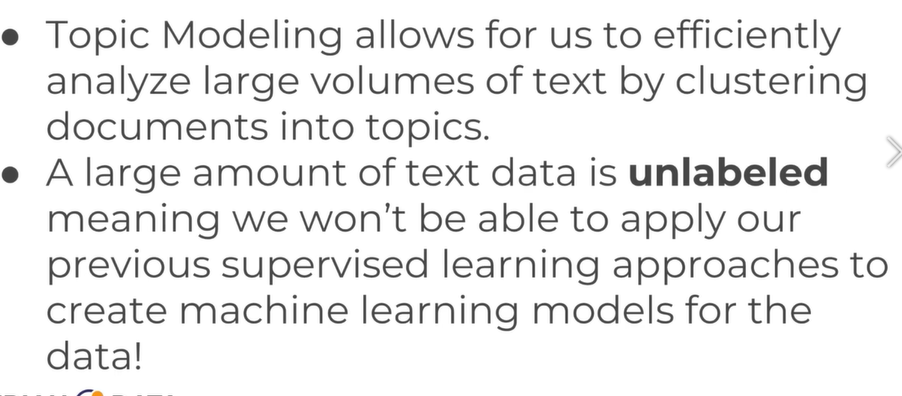 ● Topic Modeling allows for us to efficiently
analyze large volumes of text by clustering
documents into topics.
● A large amount of text data is unlabeled
meaning we won’t be able to apply our
previous supervised learning approaches to
create machine learning models for the
data!